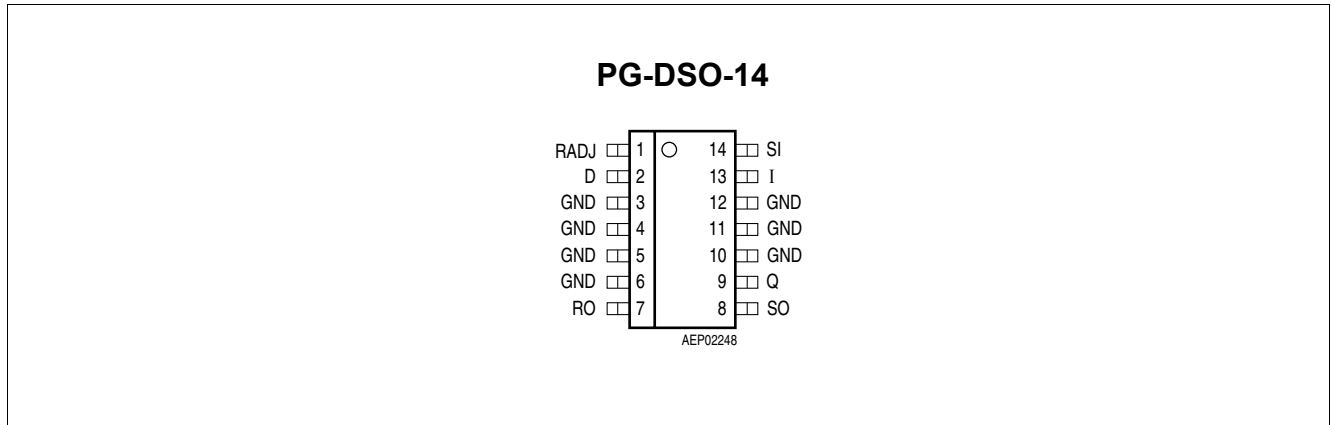 PG-DSO-14
RADJ 1 14 SI
D 2 13 I
GND 3 12 GND
GND 4 11 GND
GND 5 10 GND
GND 6 9 Q
RO 7 8 SO
AEP02248